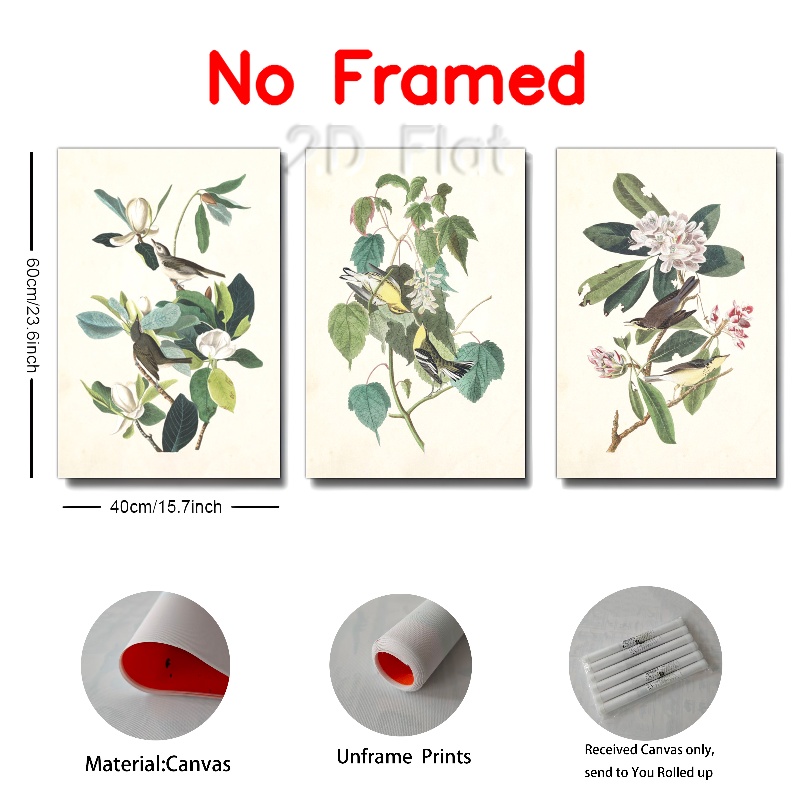 No Framed
2D Flat
60cm/23.6inch
40cm/15.7inch
Material:Canvas
Unframe Prints
Received Canvas only,
send to You Rolled up